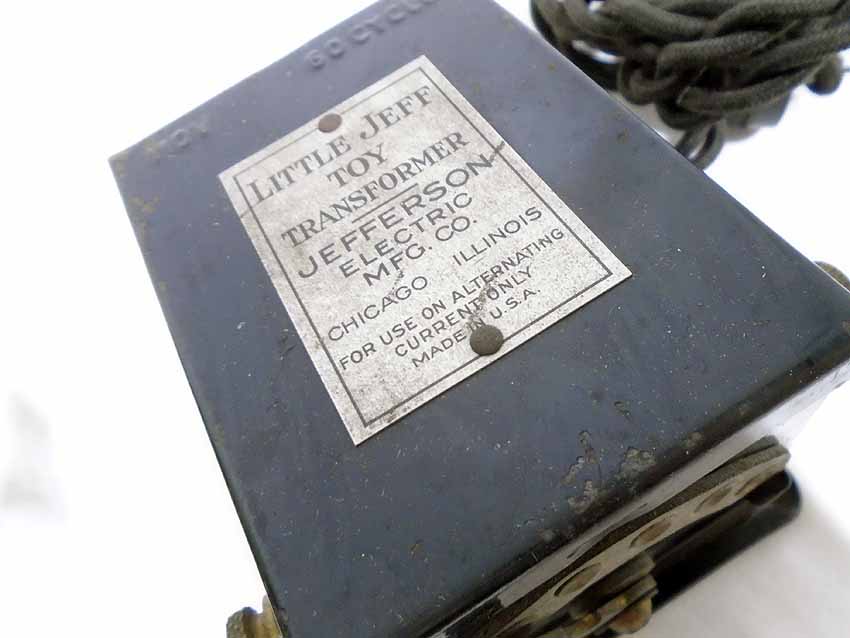 60 CYCLE
LITTLE JEFF
TOY
TRANSFORMER
JEFFERSON
ELECTRIC
MFG. CO.
CHICAGO ILLINOIS
FOR USE ON ALTERNATING
CURRENT ONLY
MADE IN U.S.A.